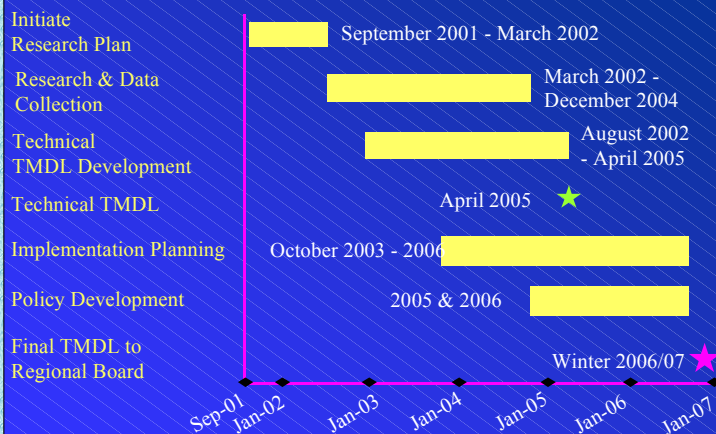 Initiate
Research Plan
September 2001 - March 2002
Research & Data
Collection
March 2002 -
December 2004
Technical
TMDL Development
August 2002
- April 2005
Technical TMDL
April 2005
Implementation Planning
October 2003 - 2006
Policy Development
2005 & 2006
Final TMDL to
Regional Board
Winter 2006/07
Sep-01
Jan-02
Jan-03
Jan-04
Jan-05
Jan-06
Jan-07